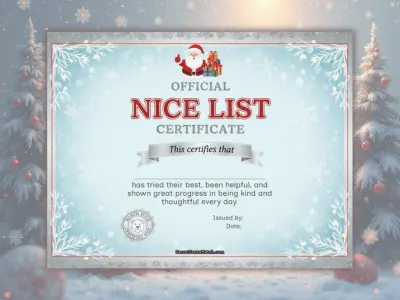 OFFICIAL
NICE LIST
CERTIFICATE
This certifies that
has tried their best, been helpful, and
shown great progress in being kind and
thoughtful every day.
Issued by:
Date: